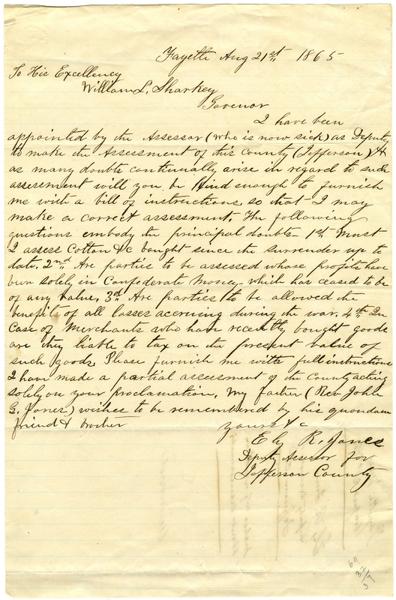 Fayette Aug 21st 1865
To His Excellency
William L. Sharkey
Govenor
I have been
appointed by the Assessor (who is now sick) as Deputy
to make the Assessment of this County (Jefferson) &
as many doubts continually arise in regard to such
assessment will you be kind enough to furnish
me with a bill of instructions, so that I may
make a correct assessment. The following
questions embody the principal doubts. 1st Must
I assess Cotton &c bought since the surrender up to
date, 2nd Are parties to be assessed whose profits have
been solely in Confederate Money, which has ceased to be
of any value, 3rd Are parties to be allowed the
benefits of all losses accruing during the war, 4th In
Case of Merchants who have recently bought goods
are they liable to tax on the present value of
such goods, Please furnish me with full instructions
I have made a partial assessment of the County acting
solely on your proclamation, My father (Rev John
G. Jones) wishes to be remembered by his quondam
friend & brother
Yours &c
R. Jones
Deputy Assessor for
Jefferson County